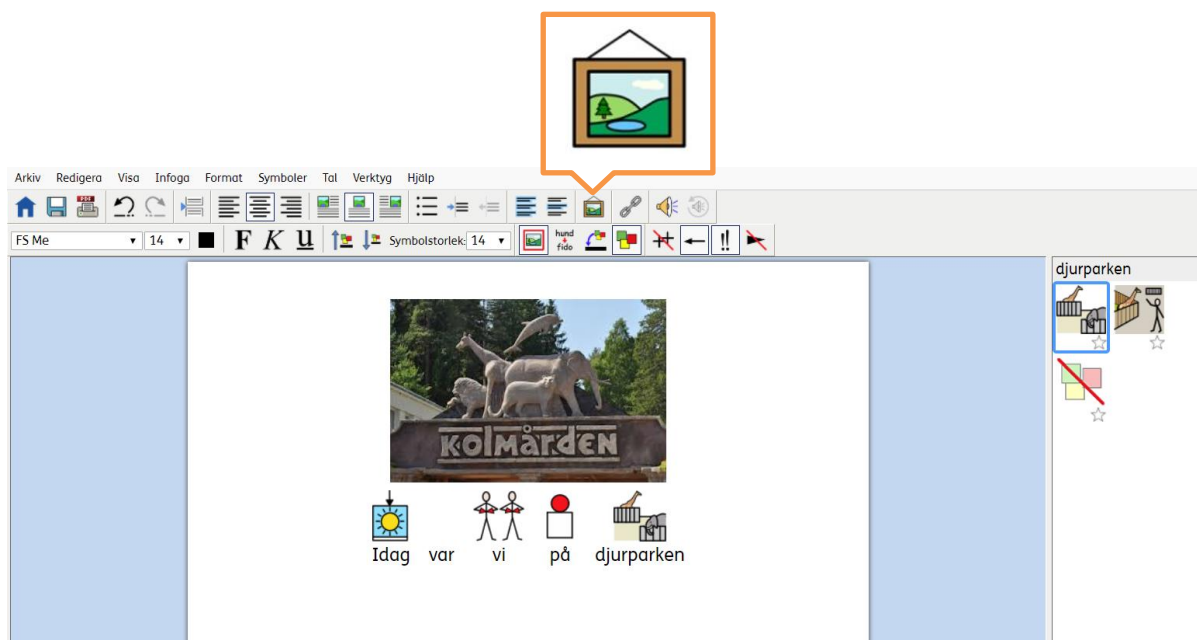 Arkiv Redigera Visa Infoga Format Symboler Tal Verktyg Hjälp
PDF
FS Me 14 F K u Symbolstorlek: 14 hund fido !!
djurparken
KOLMÅRDEN
Idag var vi på djurparken